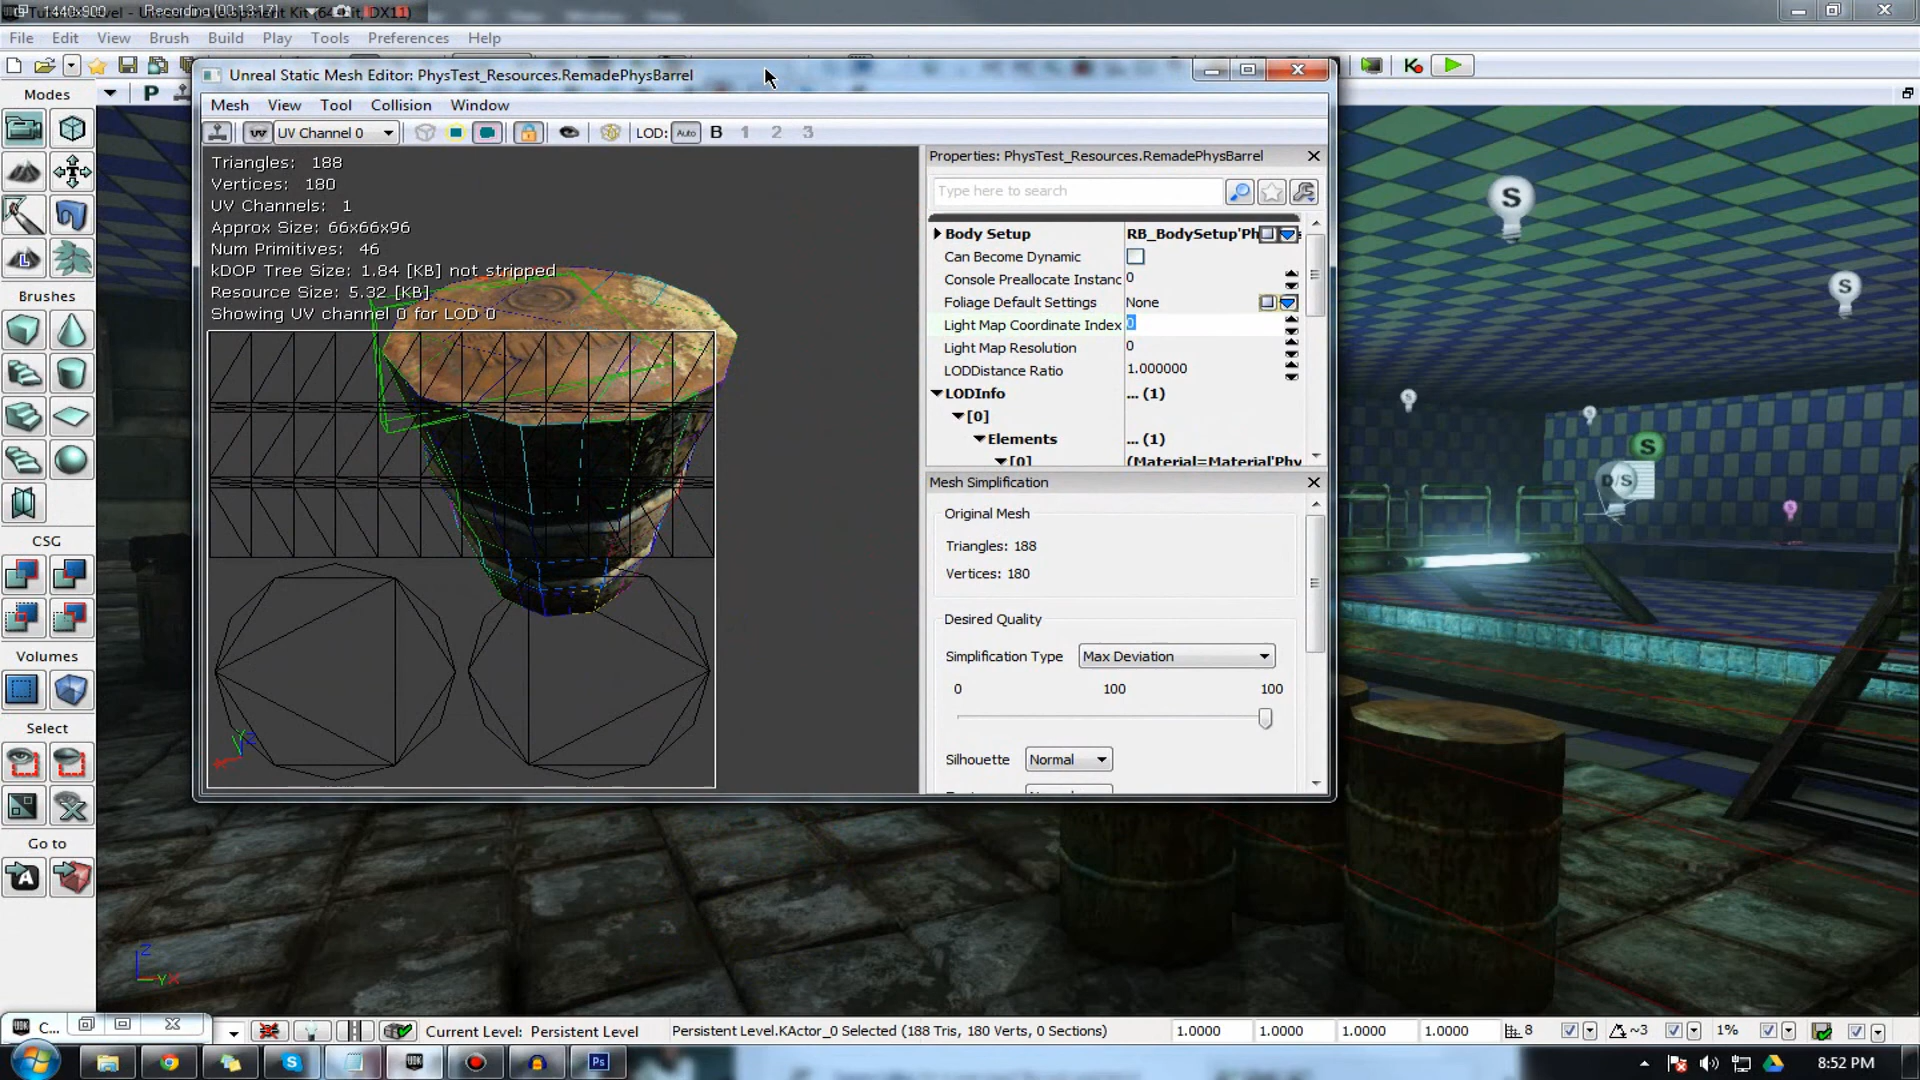 1440x900 Recording [00:13:17]
File Edit View Brush Build Play Tools Preferences Help
Unreal Static Mesh Editor: PhysTest_Resources.RemadePhysBarrel
Modes
Mesh View Tool Collision Window
UV UV Channel 0 LOD: Auto B 1 2 3
Triangles: 188
Vertices: 180
UV Channels: 1
Approx Size: 66x66x96
Num Primitives: 46
kDOP Tree Size: 1.84 [KB] not stripped
Resource Size: 5.32 [KB]
Showing UV channel 0 for LOD 0
Properties: PhysTest_Resources.RemadePhysBarrel
Type here to search
Body Setup RB_BodySetup'Ph
Can Become Dynamic
Console Preallocate Instanc 0
Foliage Default Settings None
Light Map Coordinate Index 0
Light Map Resolution 0
LODDistance Ratio 1.000000
LODInfo ... (1)
[0]
Elements ... (1)
[0] (Material=Material'Phy
Mesh Simplification
Original Mesh
Triangles: 188
Vertices: 180
Desired Quality
Simplification Type Max Deviation
0 100 100
Silhouette Normal
Brushes
CSG
Volumes
Select
Go to
S
S
S
S
S
D/S
Z
Y X
C...
Current Level: Persistent Level
Persistent Level.KActor_0 Selected (188 Tris, 180 Verts, 0 Sections)
1.0000 1.0000 1.0000 1.0000 8 ~3 1%
UDK Ps
8:52 PM